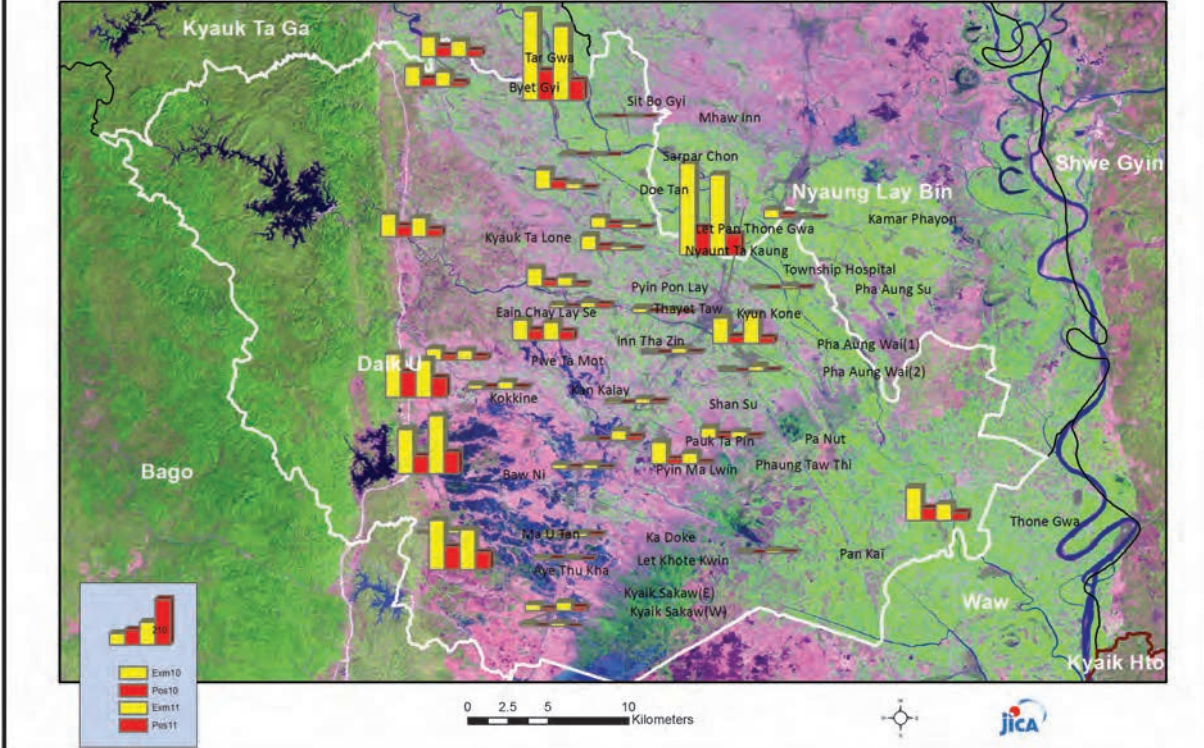 Kyauk Ta Ga
Tar Gwa
Byet Gyi
Sit Bo Gyi
Mhaw Inn
Sarpar Chon
Shwe Gyin
Doe Tan
Nyaung Lay Bin
Kamar Phayon
Let Pan Thone Gwa
Kyauk Ta Lone
Nyaunt Ta Kaung
Township Hospital
Pyin Pon Lay
Pha Aung Su
Thayet Taw
Eain Chay Lay Se
Kyun Kone
Inn Tha Zin
Pha Aung Wai(1)
Pwe Ta Mot
Daik U
Pha Aung Wai(2)
Kan Kalay
Kokkine
Shan Su
Pauk Ta Pin
Pa Nut
Bago
Pyin Ma Lwin
Phaung Taw Thi
Baw Ni
Thone Gwa
Ma U Tan
Ka Doke
Pan Kai
Let Khote Kwin
Aye Thu Kha
Kyaik Sakaw(E)
Waw
Kyaik Sakaw(W)
Kyaik Hto
210
Exm10
Pos10
Exm11
Pos11
0 2.5 5 10
Kilometers
N
W E
S
jICA